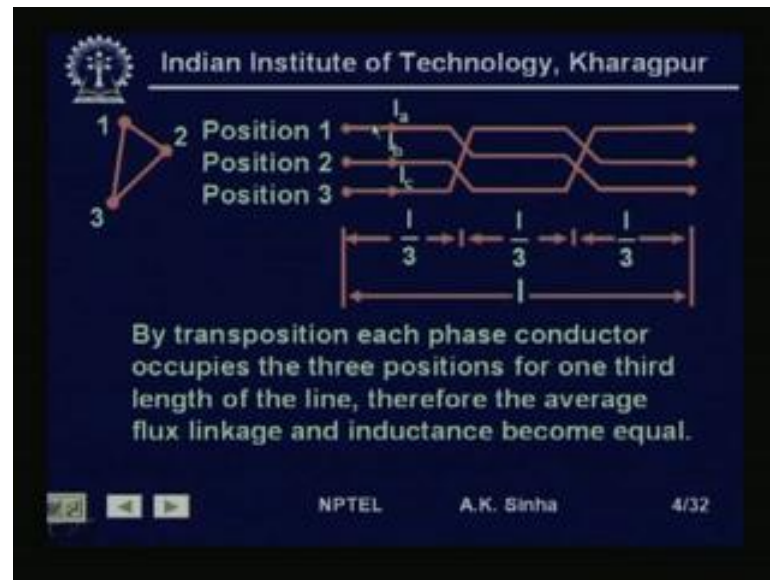 Indian Institute of Technology, Kharagpur
1
2
3
Position 1
Position 2
Position 3
Ia
Ib
Ic
l
3
l
3
l
3
l
By transposition each phase conductor
occupies the three positions for one third
length of the line, therefore the average
flux linkage and inductance become equal.
NPTEL A.K. Sinha 4/32